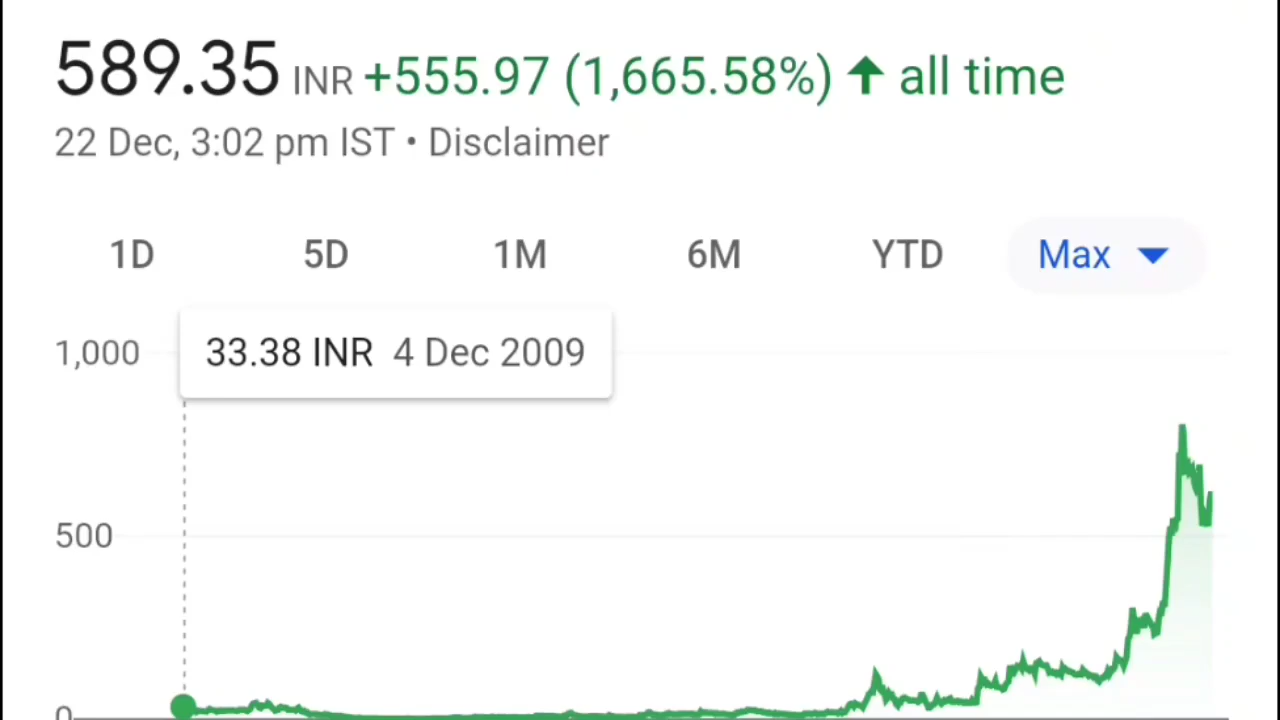 589.35 INR +555.97 (1,665.58%) ↑ all time
22 Dec, 3:02 pm IST • Disclaimer
1D 5D 1M 6M YTD Max
1,000
33.38 INR 4 Dec 2009
500
0